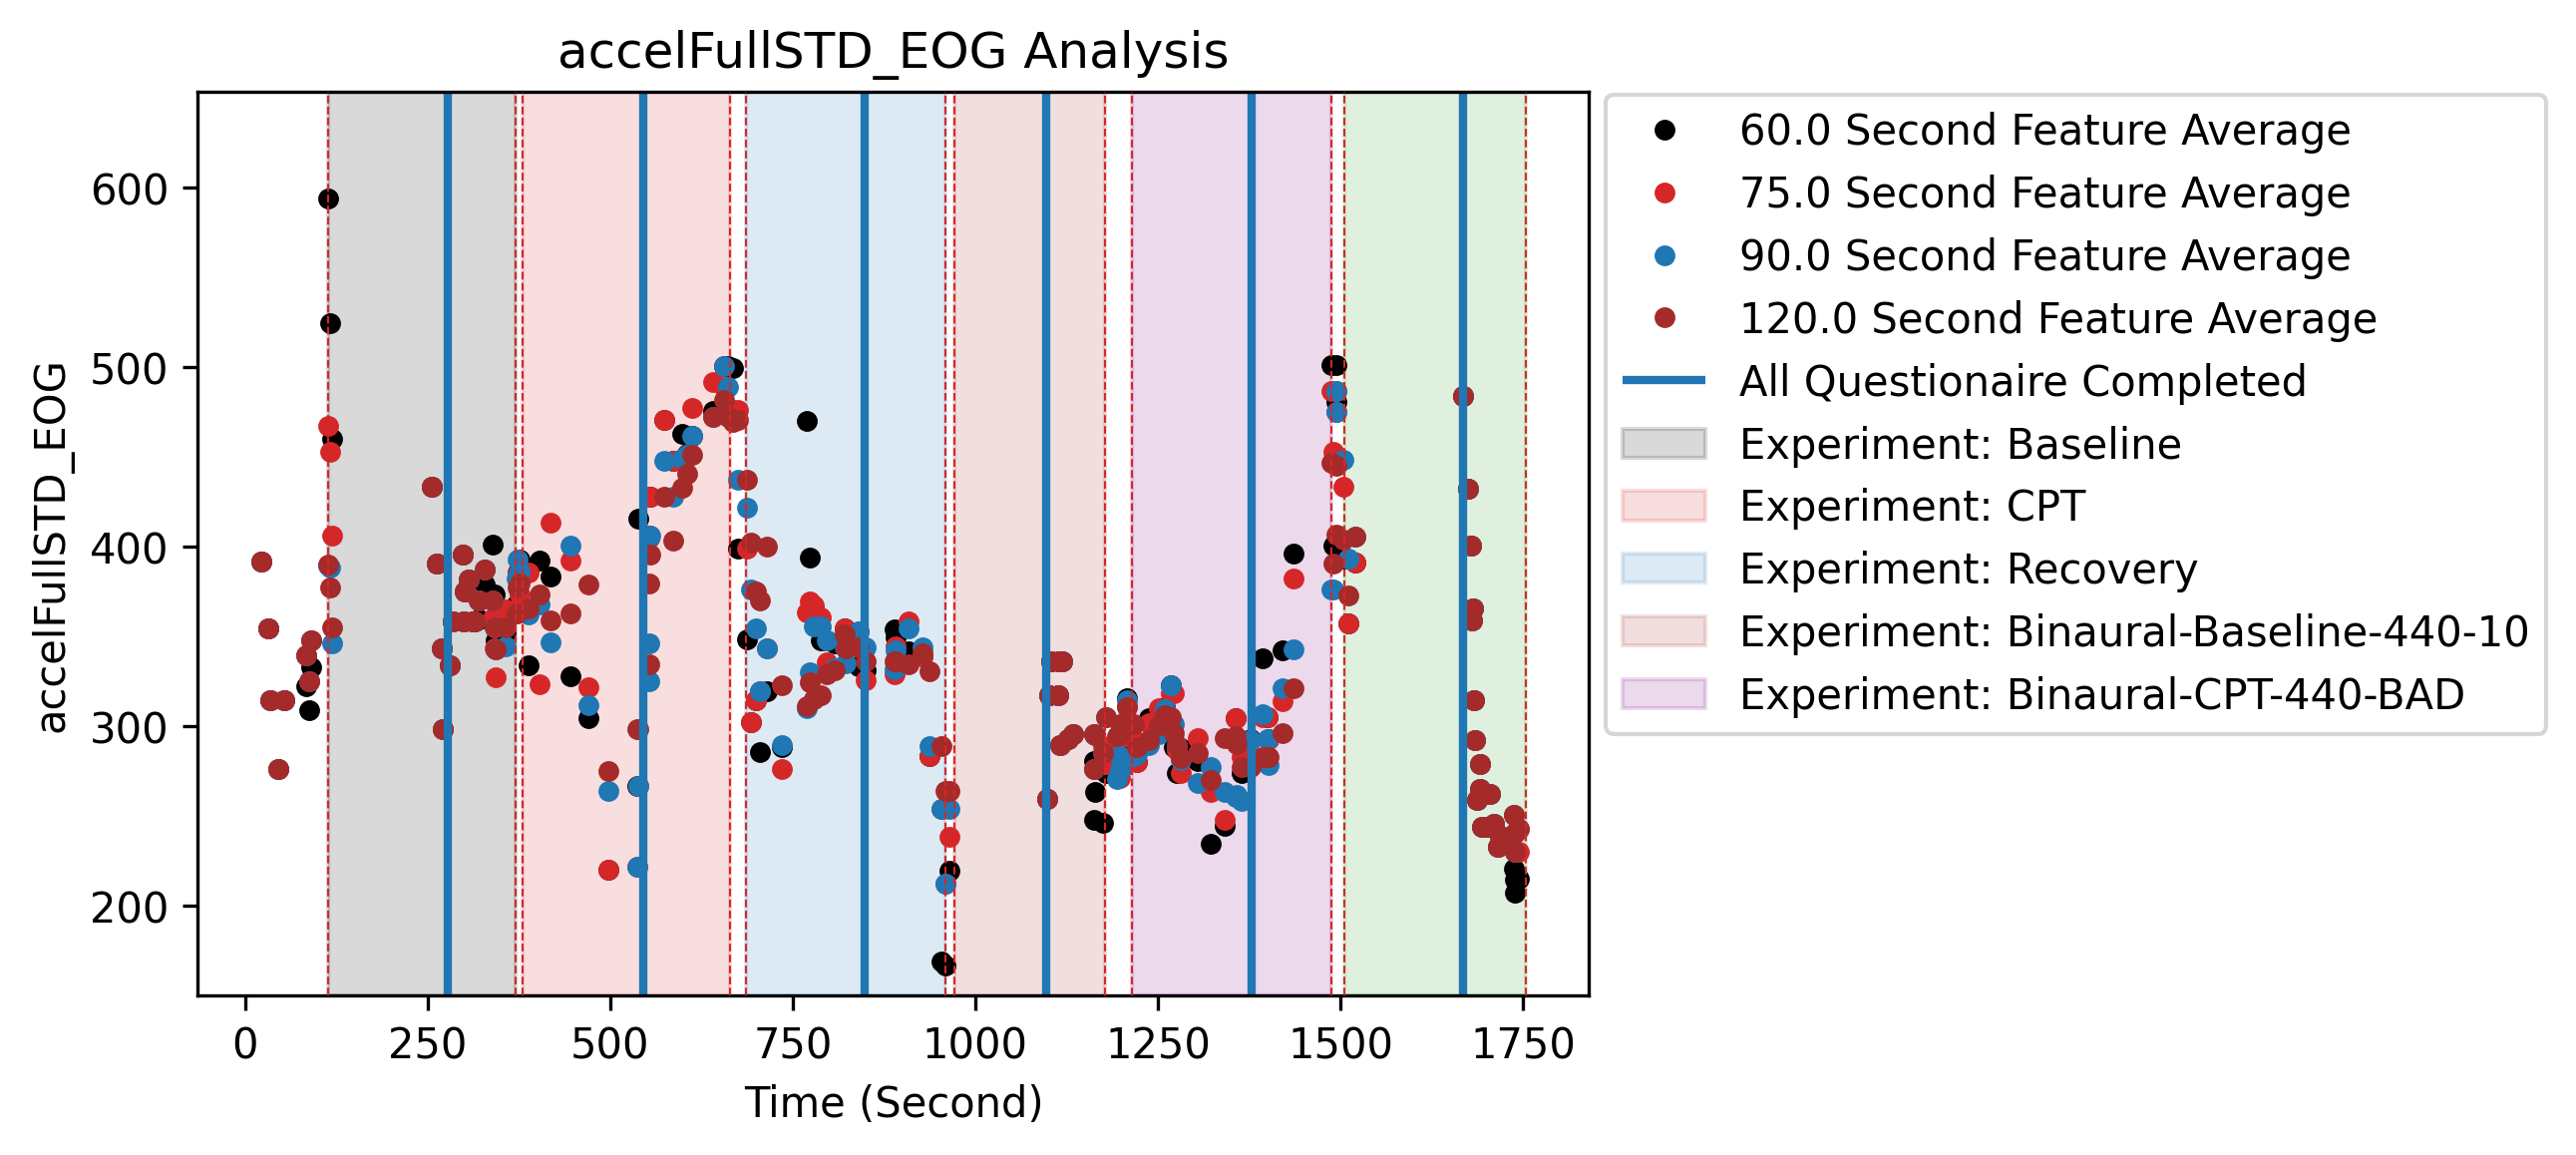 accelFullSTD_EOG Analysis
accelFullSTD_EOG
600
500
400
300
200
0
250
500
750
1000
1250
1500
1750
Time (Second)
60.0 Second Feature Average
75.0 Second Feature Average
90.0 Second Feature Average
120.0 Second Feature Average
All Questionaire Completed
Experiment: Baseline
Experiment: CPT
Experiment: Recovery
Experiment: Binaural-Baseline-440-10
Experiment: Binaural-CPT-440-BAD